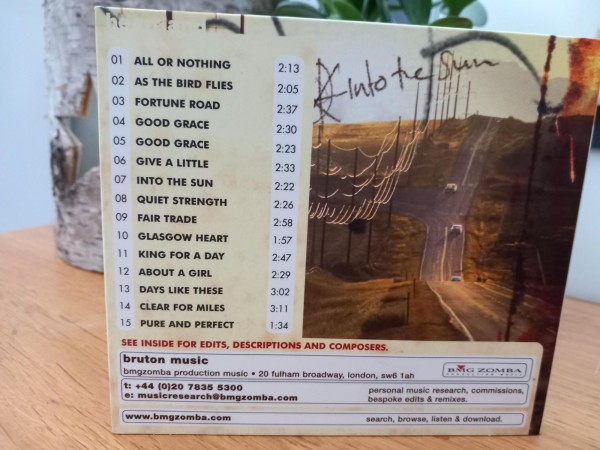 Into the Sun
01 ALL OR NOTHING 2:13
02 AS THE BIRD FLIES 2:05
03 FORTUNE ROAD 2:37
04 GOOD GRACE 2:30
05 GOOD GRACE 2:23
06 GIVE A LITTLE 2:33
07 INTO THE SUN 2:22
08 QUIET STRENGTH 2:26
09 FAIR TRADE 2:58
10 GLASGOW HEART 1:57
11 KING FOR A DAY 2:47
12 ABOUT A GIRL 2:29
13 DAYS LIKE THESE 3:02
14 CLEAR FOR MILES 3:11
15 PURE AND PERFECT 1:34
SEE INSIDE FOR EDITS, DESCRIPTIONS AND COMPOSERS.
bruton music
bmgzomba production music • 20 fulham broadway, london, sw6 1ah
BMG ZOMBA
PRODUCTION MUSIC
t: +44 (0)20 7835 5300
e: musicresearch@bmgzomba.com
personal music research, commissions,
bespoke edits & remixes.
www.bmgzomba.com
search, browse, listen & download.